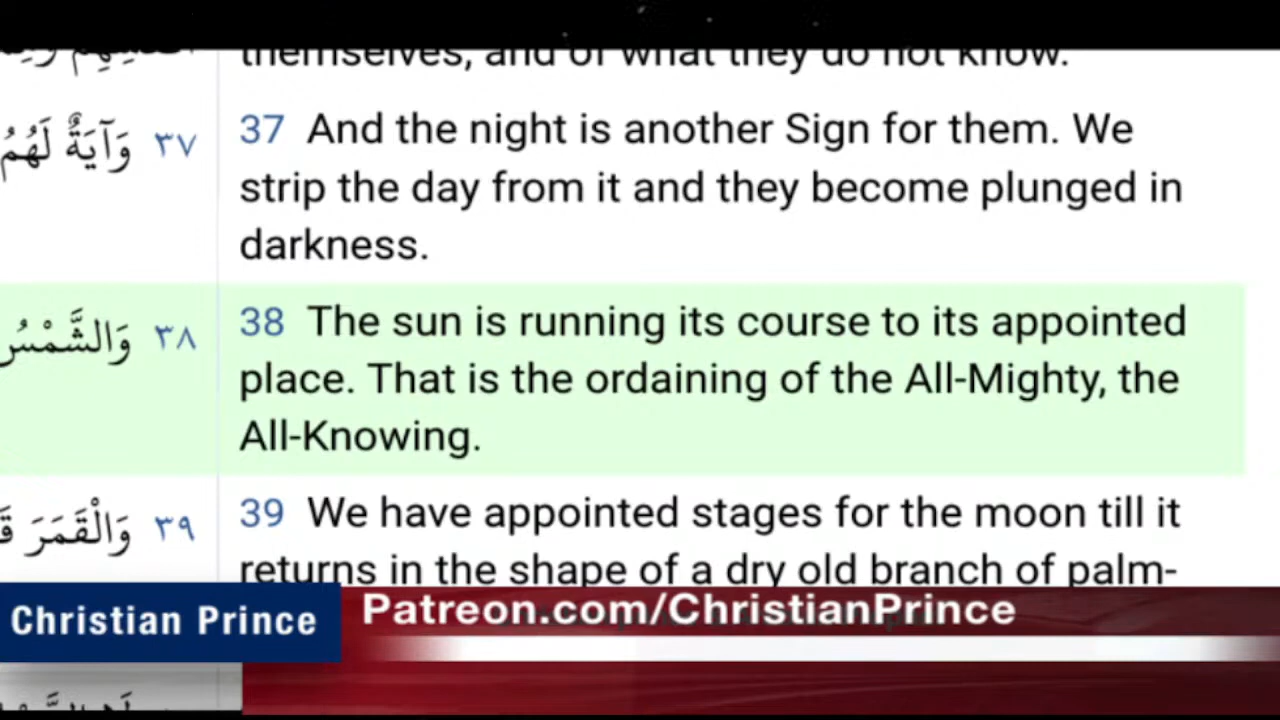 themselves, and of what they do not know.
وَآيَةٌ لَهُمُ ٣٧
37 And the night is another Sign for them. We
strip the day from it and they become plunged in
darkness.
وَالشَّمْسُ ٣٨
38 The sun is running its course to its appointed
place. That is the ordaining of the All-Mighty, the
All-Knowing.
وَالْقَمَرَ ٣٩
39 We have appointed stages for the moon till it
returns in the shape of a dry old branch of palm-
Christian Prince
Patreon.com/ChristianPrince